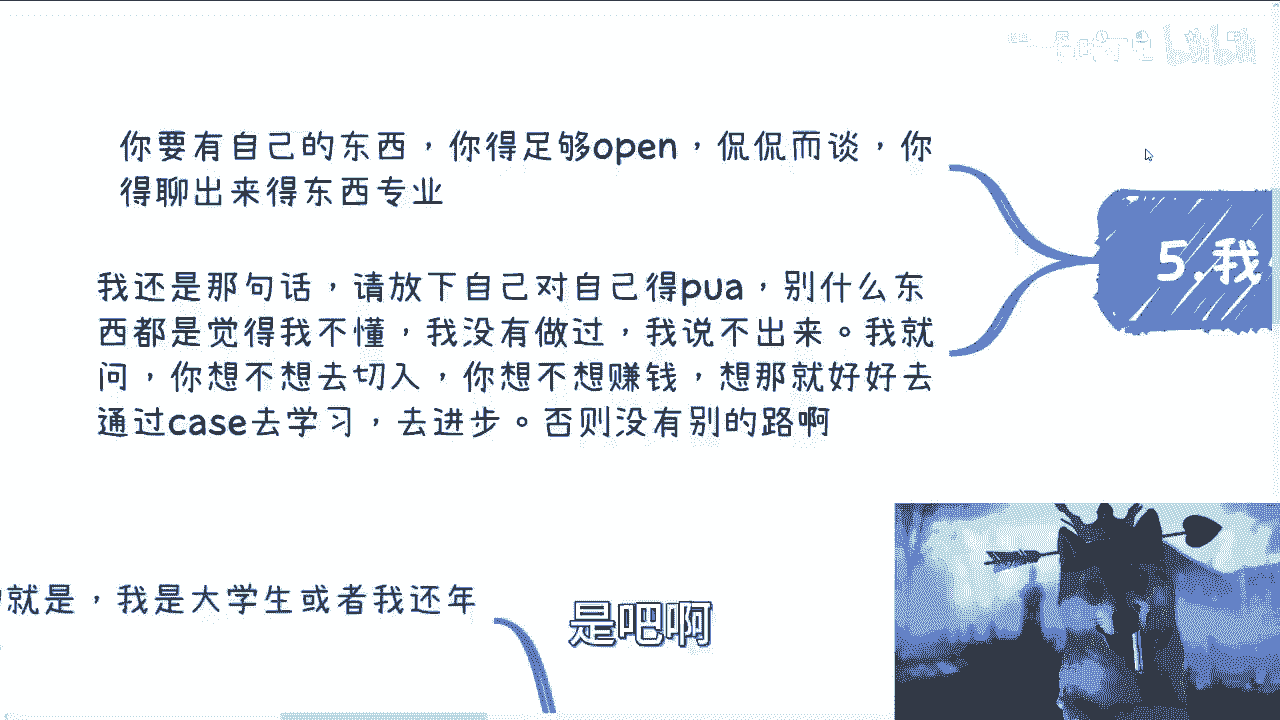 你要有自己的东西，你得足够open，侃侃而谈，你
得聊出来得东西专业
5.我
我还是那句话，请放下自己对自己得pua，别什么东
西都是觉得我不懂，我没有做过，我说不出来。我就
问，你想不想去切入，你想不想赚钱，想那就好好去
通过case去学习，去进步。否则没有别的路啊
就是，我是大学生或者我还年
是吧啊